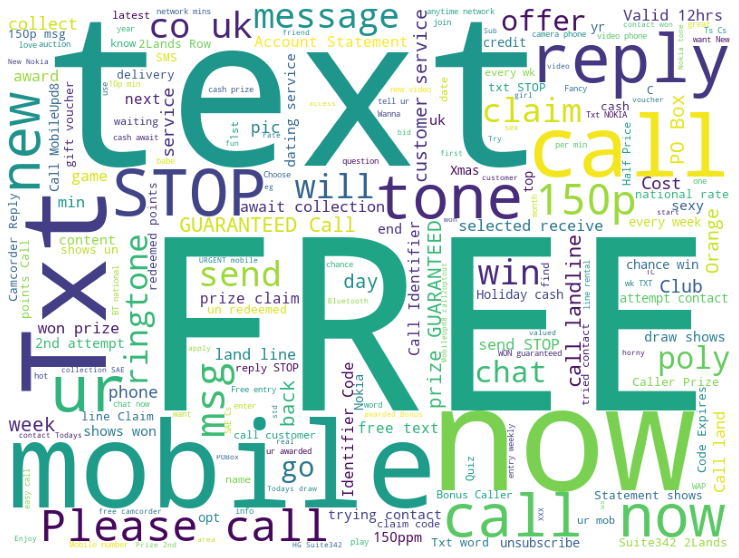 latest
network mins
message
co uk
offer
Valid 12hrs
anytime network
join
collect
year
150p msg
love
auction
know
2Lands Row
Account Statement
friend
credit
yr
camera phone
video phone
contact won
great
Ts Cs
want New
Nokia tone
Sub
reply
text
New Nokia
SNS
award
delivery
10p min
use
cash prize
new video
access
tell ur
Wanna
every wk
txt STOP
video
Fancy
C
voucher
Txt NOKIA
new
Call MobileUpd8
gift voucher
waiting
next
service
cash await
1st
fun
rate
pic
dating service
babe
customer service
date
bid
uk
claim
girl
sex
Try
cash
first
call
per min
Half Price
PO Box
game
min
STOP
will
tone
Choose
eg
question
Xmas
150p
top
Cost
customer
national rate
one
start
month
sexy
every week
Orange
await collection
Camcorder Reply
content
shows un
points Call
BT national
Txt
ringtone
redeemed
points
GUARANTEED Call
end
won
selected receive
URGENT mobile
send
chance
day
prize claim
Bluetooth
un redeemed
Call Identifier
prize GUARANTEED
win
Holiday cash
find
call landline
tried contact
TC
wk TXT
line rental
chance win
Club
attempt contact
draw shows
won prize
2nd attempt
hot
collection SAE
FREE
apply
land line
reply STOP
valued
WON guaranteed
send STOP
chat
horny
poly
Caller Prize
ur
msg
chat now
Free entry
want
phone
back
Nokia
word
awarded bonus
week
line Claim
shows won
contact Todays
std
enter
call customer
real
ur awarded
free text
Identifier Code
mobile
now
entry weekly
Quiz
Code Expires
Call land
name
POBox
go
Bonus Caller
WAP
Statement shows
easy call
free camcorder
info
Todays draw
trying contact
call
now
Please call
opt
claim code
XXX
ur mob
Enjoy
Mobile number
Prize 2nd
area
HG Suite342
play
150ppm
Txt word
unsubscribe
Suite342 2Lands